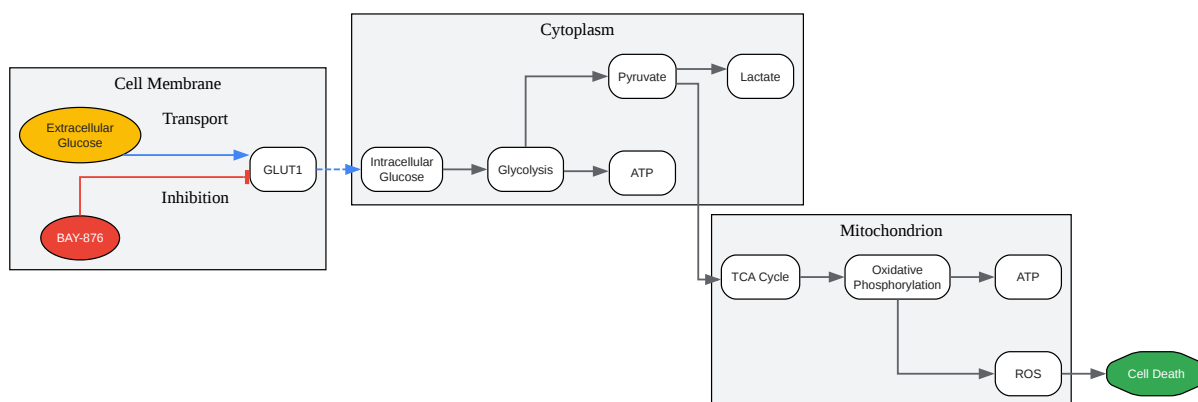 Cell Membrane
Extracellular
Glucose
Transport
GLUT1
Inhibition
BAY-876
Cytoplasm
Pyruvate
Lactate
Intracellular
Glucose
Glycolysis
ATP
Mitochondrion
TCA Cycle
Oxidative
Phosphorylation
ATP
ROS
Cell Death